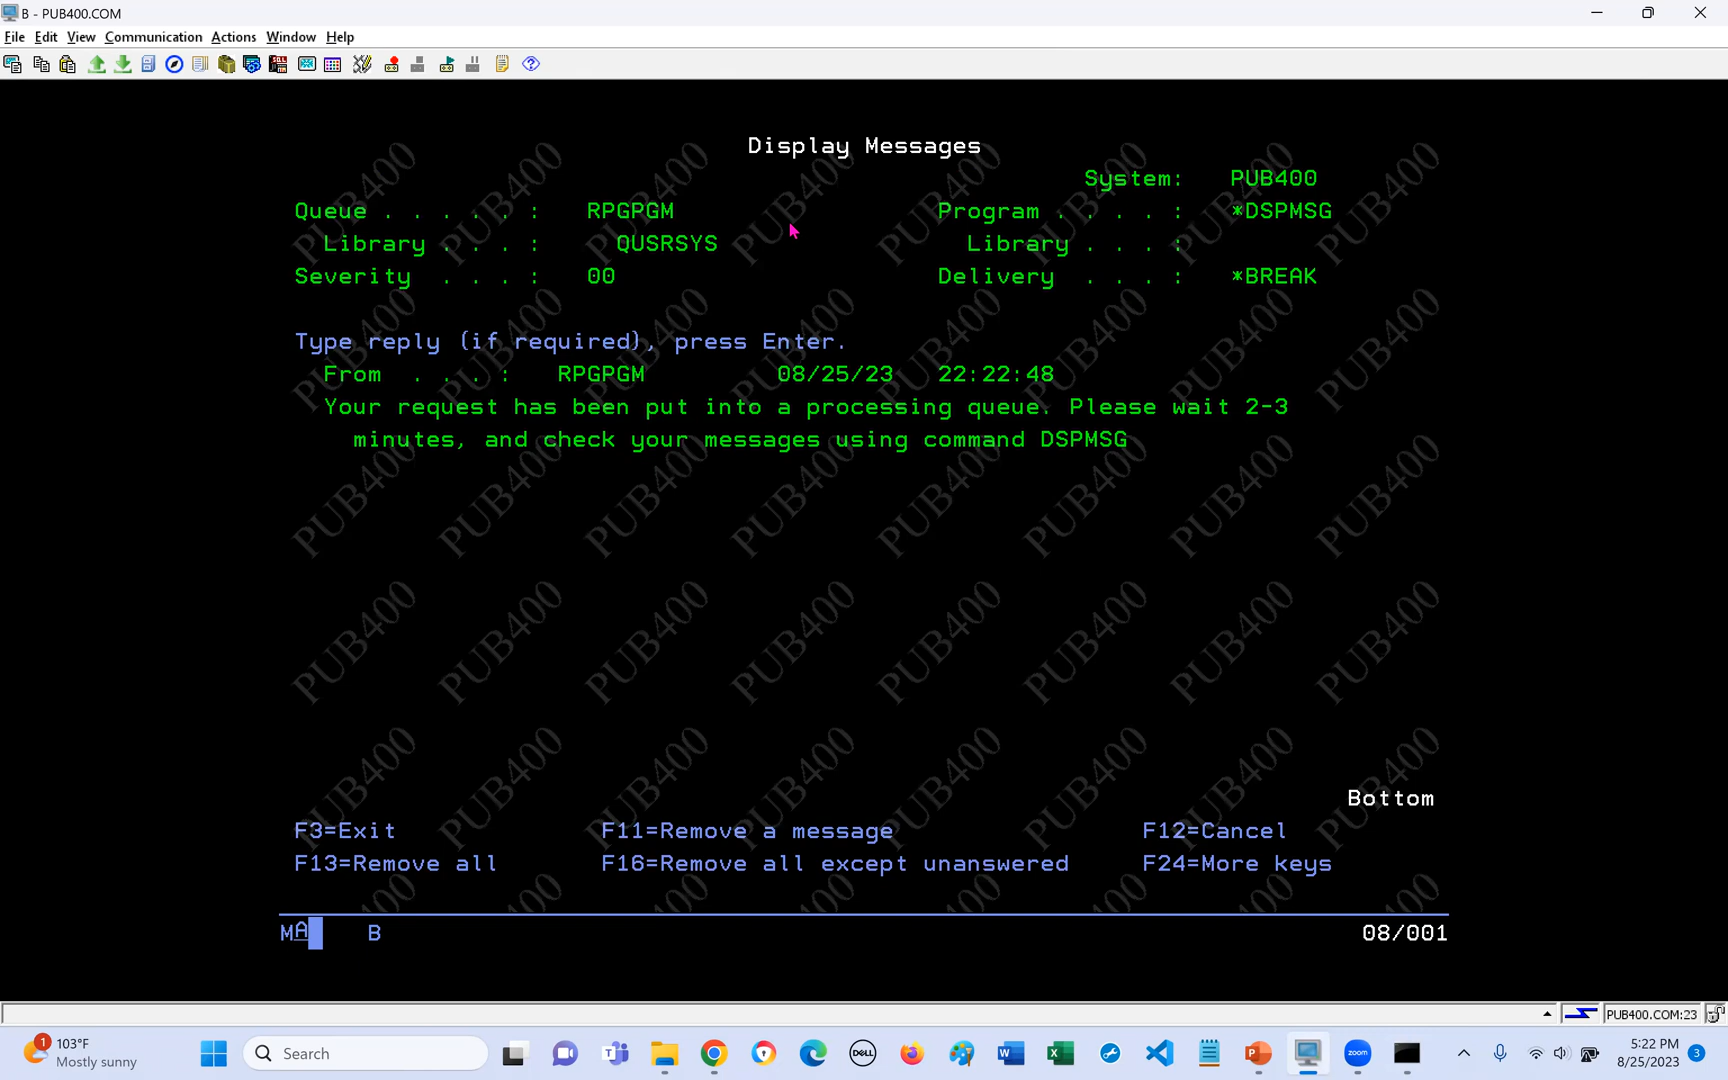 B - PUB400.COM
File Edit View Communication Actions Window Help
Display Messages
System: PUB400
Queue . . . . . : RPGPGM Program . . . . : *DSPMSG
Library . . . : QUSRSYS Library . . . :
Severity . . . : 00 Delivery . . . : *BREAK
Type reply (if required), press Enter.
From . . . : RPGPGM 08/25/23 22:22:48
Your request has been put into a processing queue. Please wait 2-3
minutes, and check your messages using command DSPMSG
Bottom
F3=Exit F11=Remove a message F12=Cancel
F13=Remove all F16=Remove all except unanswered F24=More keys
MA B 08/001
PUB400.COM:23
1 103°F
Mostly sunny
Search
DELL
zoom
5:22 PM
8/25/2023
3